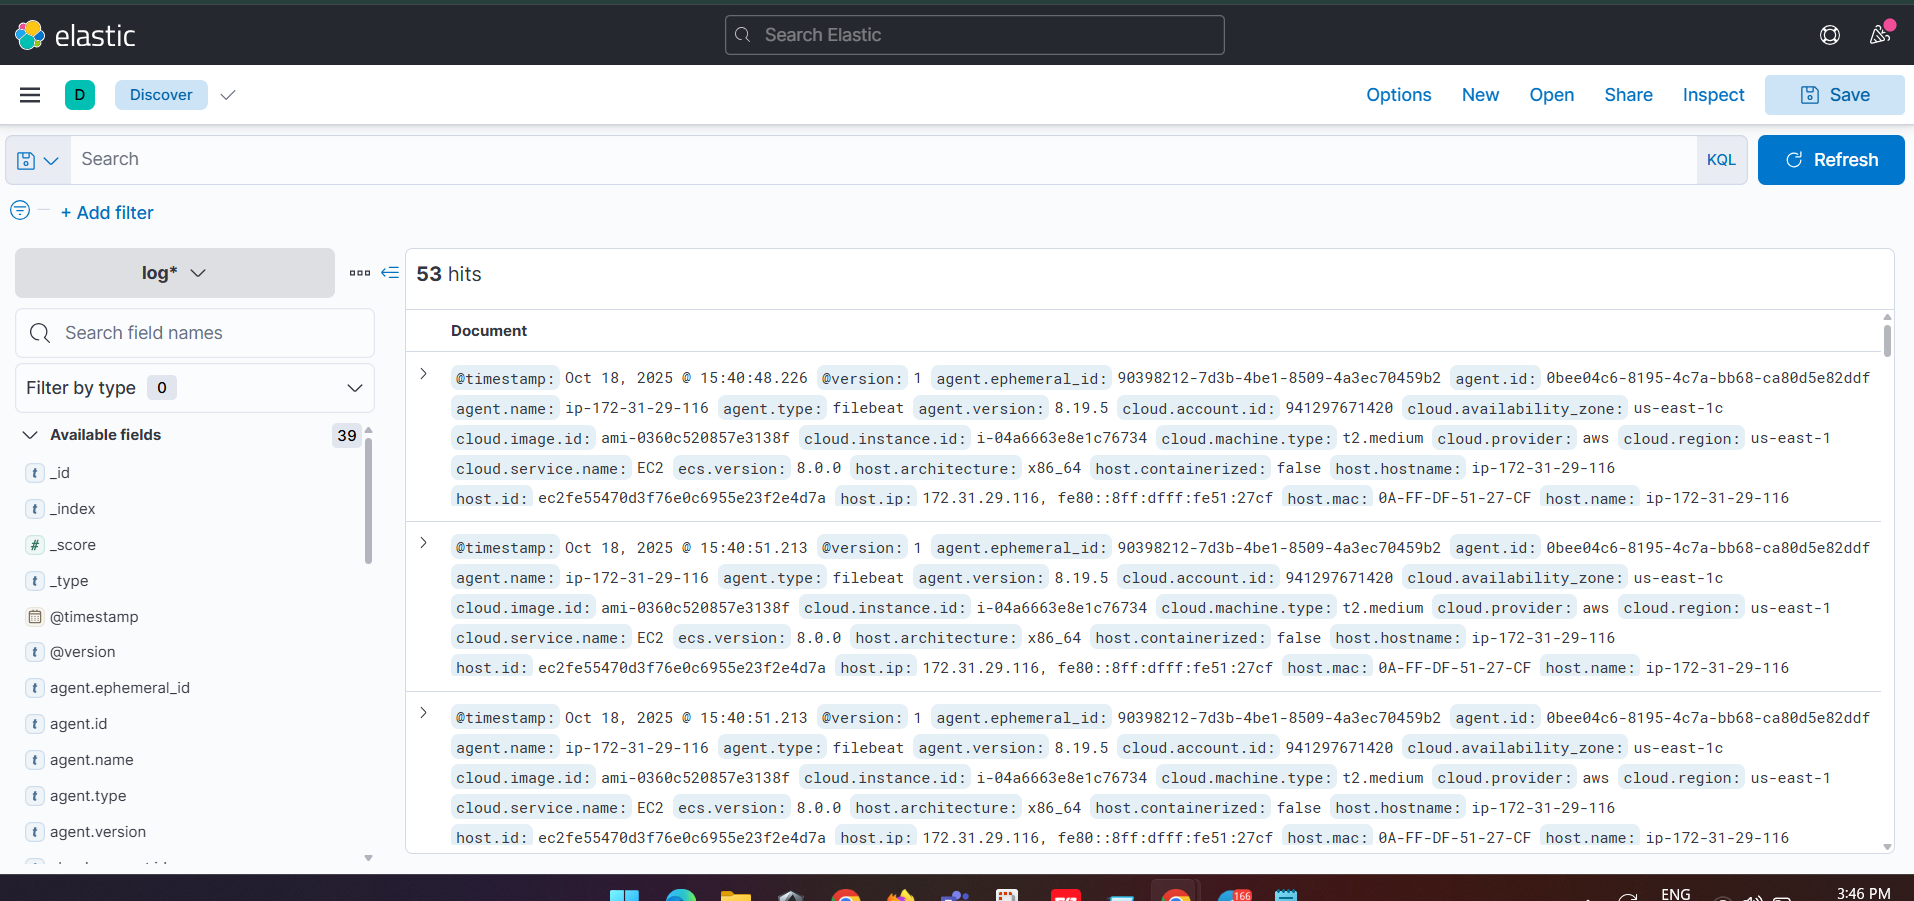 elastic
Search Elastic
D
Discover
Options
New
Open
Share
Inspect
Save
Search
KQL
Refresh
+ Add filter
log*
53 hits
Search field names
Filter by type 0
Available fields 39
t _id
t _index
# _score
t _type
@timestamp
t @version
t agent.ephemeral_id
t agent.id
t agent.name
t agent.type
t agent.version
Document
@timestamp: Oct 18, 2025 @ 15:40:48.226 @version: 1 agent.ephemeral_id: 90398212-7d3b-4be1-8509-4a3ec70459b2 agent.id: 0bee04c6-8195-4c7a-bb68-ca80d5e82ddf
agent.name: ip-172-31-29-116 agent.type: filebeat agent.version: 8.19.5 cloud.account.id: 941297671420 cloud.availability_zone: us-east-1c
cloud.image.id: ami-0360c520857e3138f cloud.instance.id: i-04a6663e8e1c76734 cloud.machine.type: t2.medium cloud.provider: aws cloud.region: us-east-1
cloud.service.name: EC2 ecs.version: 8.0.0 host.architecture: x86_64 host.containerized: false host.hostname: ip-172-31-29-116
host.id: ec2fe55470d3f76e0c6955e23f2e4d7a host.ip: 172.31.29.116, fe80::8ff:dfff:fe51:27cf host.mac: 0A-FF-DF-51-27-CF host.name: ip-172-31-29-116
@timestamp: Oct 18, 2025 @ 15:40:51.213 @version: 1 agent.ephemeral_id: 90398212-7d3b-4be1-8509-4a3ec70459b2 agent.id: 0bee04c6-8195-4c7a-bb68-ca80d5e82ddf
agent.name: ip-172-31-29-116 agent.type: filebeat agent.version: 8.19.5 cloud.account.id: 941297671420 cloud.availability_zone: us-east-1c
cloud.image.id: ami-0360c520857e3138f cloud.instance.id: i-04a6663e8e1c76734 cloud.machine.type: t2.medium cloud.provider: aws cloud.region: us-east-1
cloud.service.name: EC2 ecs.version: 8.0.0 host.architecture: x86_64 host.containerized: false host.hostname: ip-172-31-29-116
host.id: ec2fe55470d3f76e0c6955e23f2e4d7a host.ip: 172.31.29.116, fe80::8ff:dfff:fe51:27cf host.mac: 0A-FF-DF-51-27-CF host.name: ip-172-31-29-116
@timestamp: Oct 18, 2025 @ 15:40:51.213 @version: 1 agent.ephemeral_id: 90398212-7d3b-4be1-8509-4a3ec70459b2 agent.id: 0bee04c6-8195-4c7a-bb68-ca80d5e82ddf
agent.name: ip-172-31-29-116 agent.type: filebeat agent.version: 8.19.5 cloud.account.id: 941297671420 cloud.availability_zone: us-east-1c
cloud.image.id: ami-0360c520857e3138f cloud.instance.id: i-04a6663e8e1c76734 cloud.machine.type: t2.medium cloud.provider: aws cloud.region: us-east-1
cloud.service.name: EC2 ecs.version: 8.0.0 host.architecture: x86_64 host.containerized: false host.hostname: ip-172-31-29-116
host.id: ec2fe55470d3f76e0c6955e23f2e4d7a host.ip: 172.31.29.116, fe80::8ff:dfff:fe51:27cf host.mac: 0A-FF-DF-51-27-CF host.name: ip-172-31-29-116
166
ENG
3:46 PM